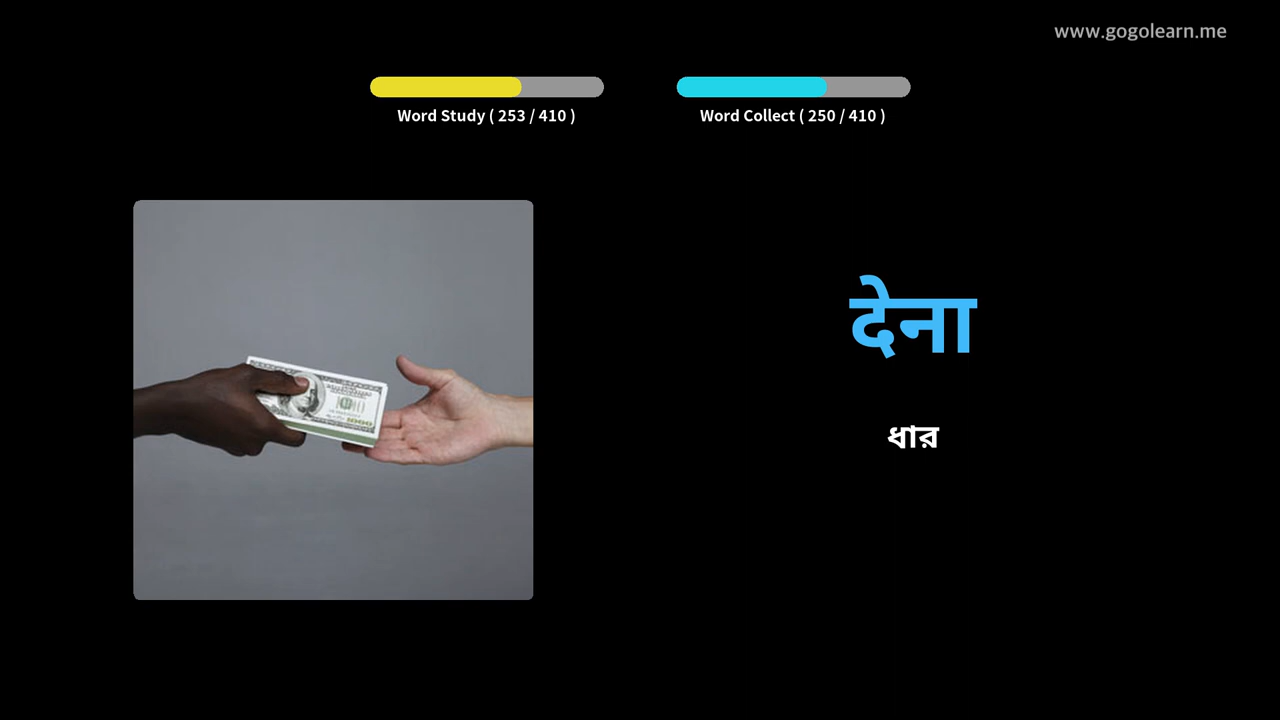 www.gogolearn.me
Word Study ( 253 / 410 )
Word Collect ( 250 / 410 )
देना
ধার